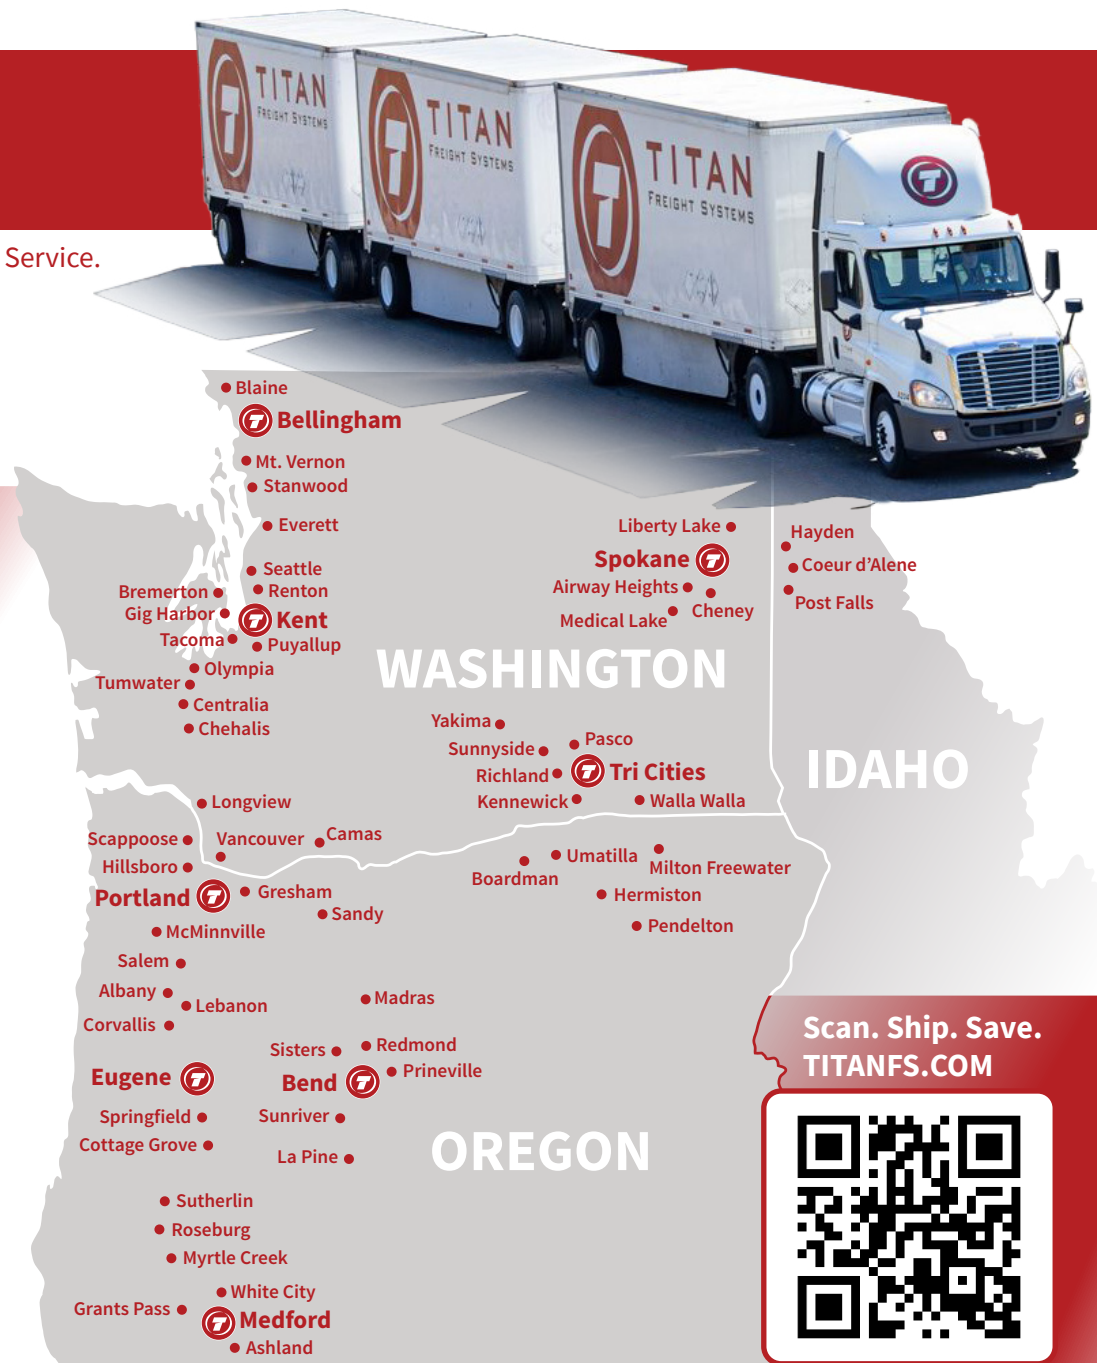 TITAN
FREIGHT SYSTEMS
TITAN
FREIGHT SYSTEMS
TITAN
FREIGHT SYSTEMS
Service.
Blaine
Bellingham
Mt. Vernon
Stanwood
Everett
Seattle
Renton
Bremerton
Gig Harbor
Kent
Tacoma
Puyallup
Olympia
Tumwater
Centralia
Chehalis
Liberty Lake
Spokane
Airway Heights
Cheney
Medical Lake
Hayden
Coeur d’Alene
Post Falls
WASHINGTON
Yakima
Pasco
Sunnyside
Richland
Tri Cities
Kennewick
Walla Walla
IDAHO
Longview
Scappoose
Vancouver
Camas
Hillsboro
Portland
Gresham
Sandy
McMinnville
Salem
Albany
Lebanon
Corvallis
Umatilla
Boardman
Milton Freewater
Hermiston
Pendelton
Madras
Sisters
Redmond
Bend
Prineville
Sunriver
La Pine
Eugene
Springfield
Cottage Grove
OREGON
Sutherlin
Roseburg
Myrtle Creek
White City
Grants Pass
Medford
Ashland
Scan. Ship. Save.
TITANFS.COM